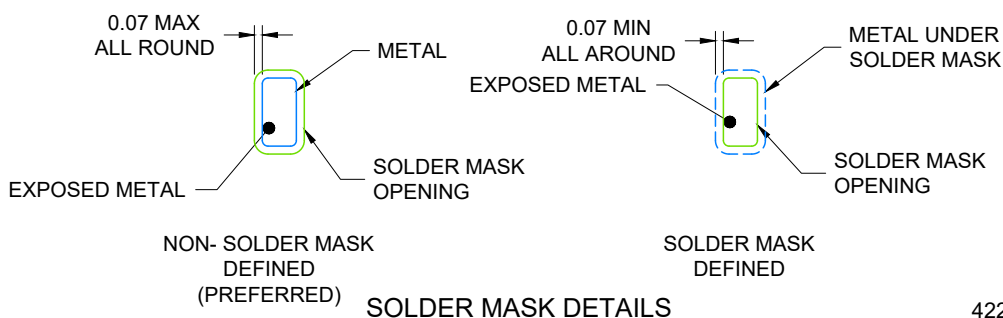 0.07 MAX
ALL ROUND
METAL
EXPOSED METAL
SOLDER MASK
OPENING
NON- SOLDER MASK
DEFINED
(PREFERRED)
0.07 MIN
ALL AROUND
EXPOSED METAL
METAL UNDER
SOLDER MASK
SOLDER MASK
OPENING
SOLDER MASK
DEFINED
SOLDER MASK DETAILS
422